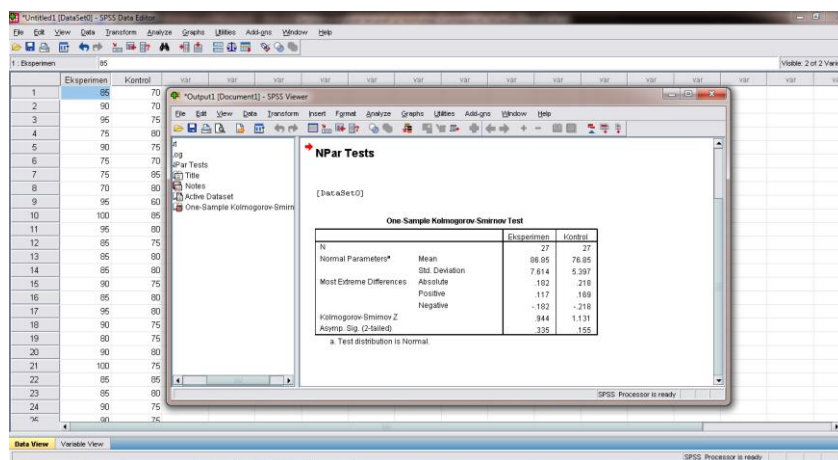 *Untitled1 [DataSet0] - SPSS Data Editor
File Edit View Data Transform Analyze Graphs Utilities Add-ons Window Help
1 : Eksperimen 85 Visible: 2 of 2 Vari
Eksperimen Kontrol var var var var var var var var var var var var
1 85 70
2 90 70
3 95 75
4 75 80
5 95 75
6 75 70
7 75 85
8 70 80
9 95 60
10 100 85
11 95 80
12 85 75
13 85 80
14 85 80
15 90 75
16 85 80
17 95 80
18 90 75
19 80 75
20 90 80
21 100 75
22 85 85
23 85 80
24 90 75
25 90 75
*Output1 [Document1] - SPSS Viewer
File Edit View Data Transform Insert Format Analyze Graphs Utilities Add-ons Window Help
og
Par Tests
Title
Notes
Active Dataset
One-Sample Kolmogorov-Smirn
NPar Tests
[DataSet0]
One-Sample Kolmogorov-Smirnov Test
Eksperimen Kontrol
N 27 27
Normal Parametersᵃ Mean 86.85 76.85
Std. Deviation 7.614 5.397
Most Extreme Differences Absolute .182 .218
Positive .117 .169
Negative -.182 -.218
Kolmogorov-Smirnov Z .944 1.131
Asymp. Sig. (2-tailed) .335 .155
a. Test distribution is Normal.
SPSS Processor is ready
Data View Variable View
SPSS Processor is ready